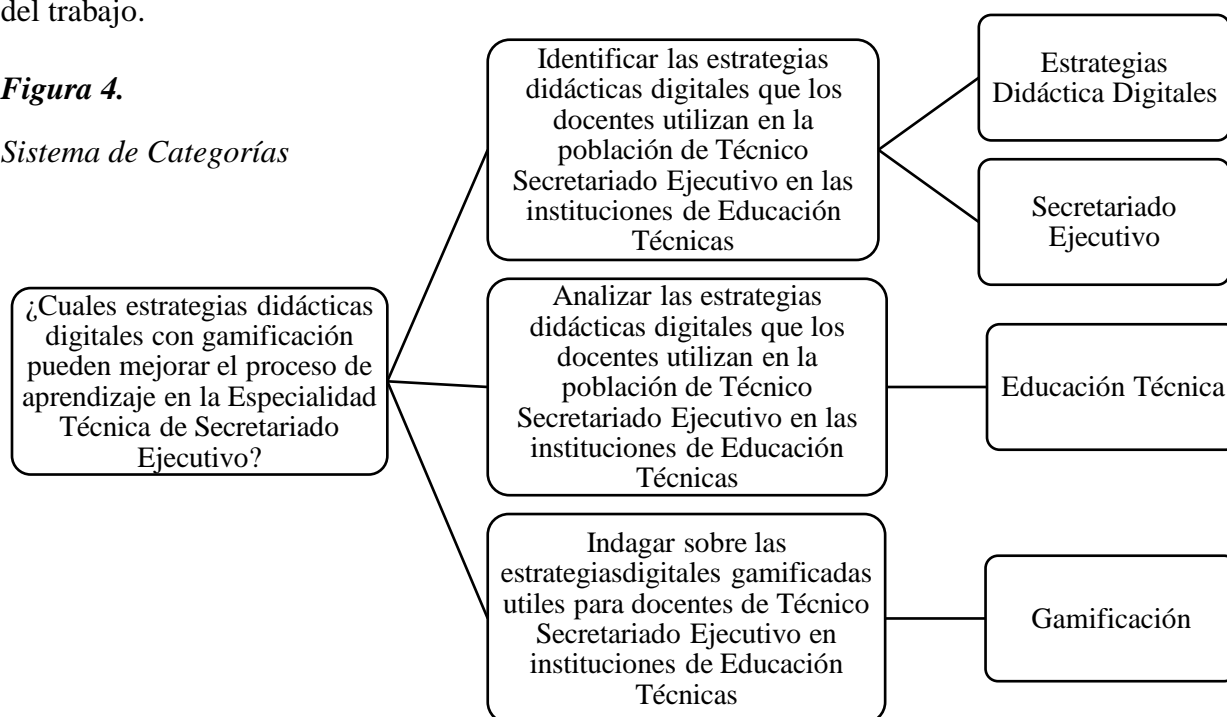 del trabajo.
Figura 4.
Sistema de Categorías
¿Cuales estrategias didácticas
digitales con gamificación
pueden mejorar el proceso de
aprendizaje en la Especialidad
Técnica de Secretariado
Ejecutivo?
Identificar las estrategias
didácticas digitales que los
docentes utilizan en la
población de Técnico
Secretariado Ejecutivo en las
instituciones de Educación
Técnicas
Estrategias
Didáctica Digitales
Secretariado
Ejecutivo
Analizar las estrategias
didácticas digitales que los
docentes utilizan en la
población de Técnico
Secretariado Ejecutivo en las
instituciones de Educación
Técnicas
Educación Técnica
Indagar sobre las
estrategiasdigitales gamificadas
utiles para docentes de Técnico
Secretariado Ejecutivo en
instituciones de Educación
Técnicas
Gamificación